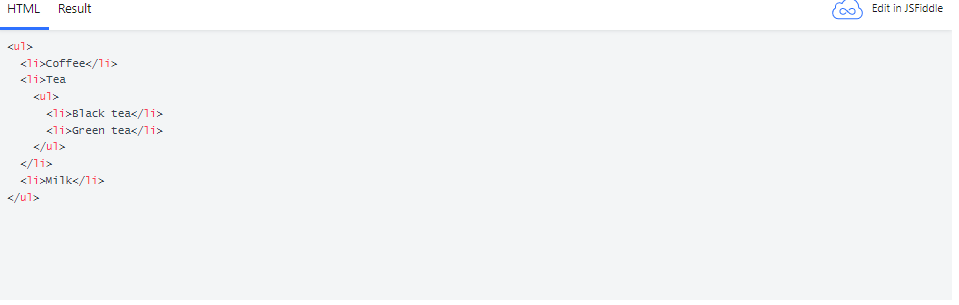 HTML Result Edit in JSFiddle
<ul>
  <li>Coffee</li>
  <li>Tea
    <ul>
      <li>Black tea</li>
      <li>Green tea</li>
    </ul>
  </li>
  <li>Milk</li>
</ul>